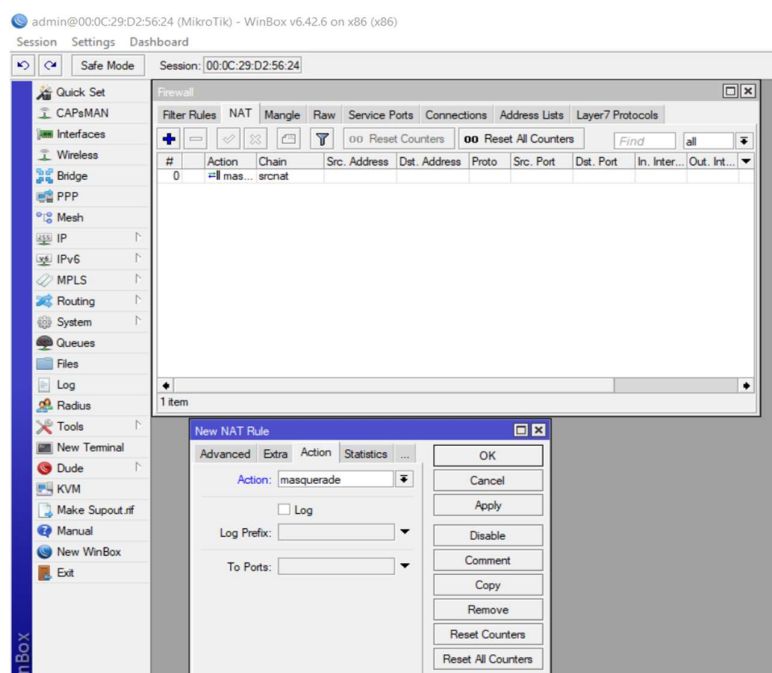 admin@00:0C:29:D2:56:24 (MikroTik) - WinBox v6.42.6 on x86 (x86)
Session Settings Dashboard
Safe Mode Session: 00:0C:29:D2:56:24
Quick Set
CAPsMAN
Interfaces
Wireless
Bridge
PPP
Mesh
IP
IPv6
MPLS
Routing
System
Queues
Files
Log
Radius
Tools
New Terminal
Dude
KVM
Make Supout.rif
Manual
New WinBox
Exit
Firewall
Filter Rules NAT Mangle Raw Service Ports Connections Address Lists Layer7 Protocols
00 Reset Counters 00 Reset All Counters Find all
# Action Chain Src. Address Dst. Address Proto Src. Port Dst. Port In. Inter... Out. Int...
0 mas... srcnat
1 item
New NAT Rule
Advanced Extra Action Statistics ...
Action: masquerade
Log
Log Prefix:
To Ports:
OK
Cancel
Apply
Disable
Comment
Copy
Remove
Reset Counters
Reset All Counters